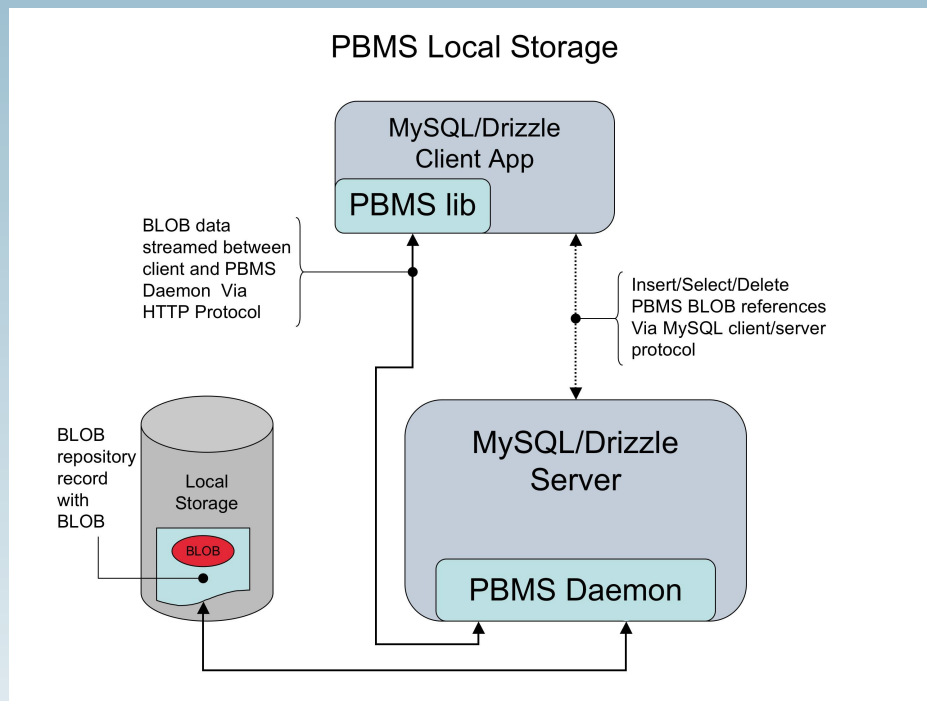 PBMS Local Storage
MySQL/Drizzle
Client App
PBMS lib
BLOB data
streamed between
client and PBMS
Daemon Via
HTTP Protocol
Insert/Select/Delete
PBMS BLOB references
Via MySQL client/server
protocol
BLOB
repository
record
with
BLOB
Local
Storage
BLOB
MySQL/Drizzle
Server
PBMS Daemon